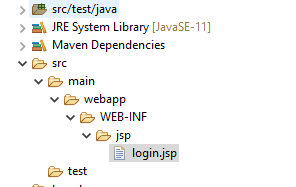 src/test/java
JRE System Library [JavaSE-11]
Maven Dependencies
src
main
webapp
WEB-INF
jsp
login.jsp
test